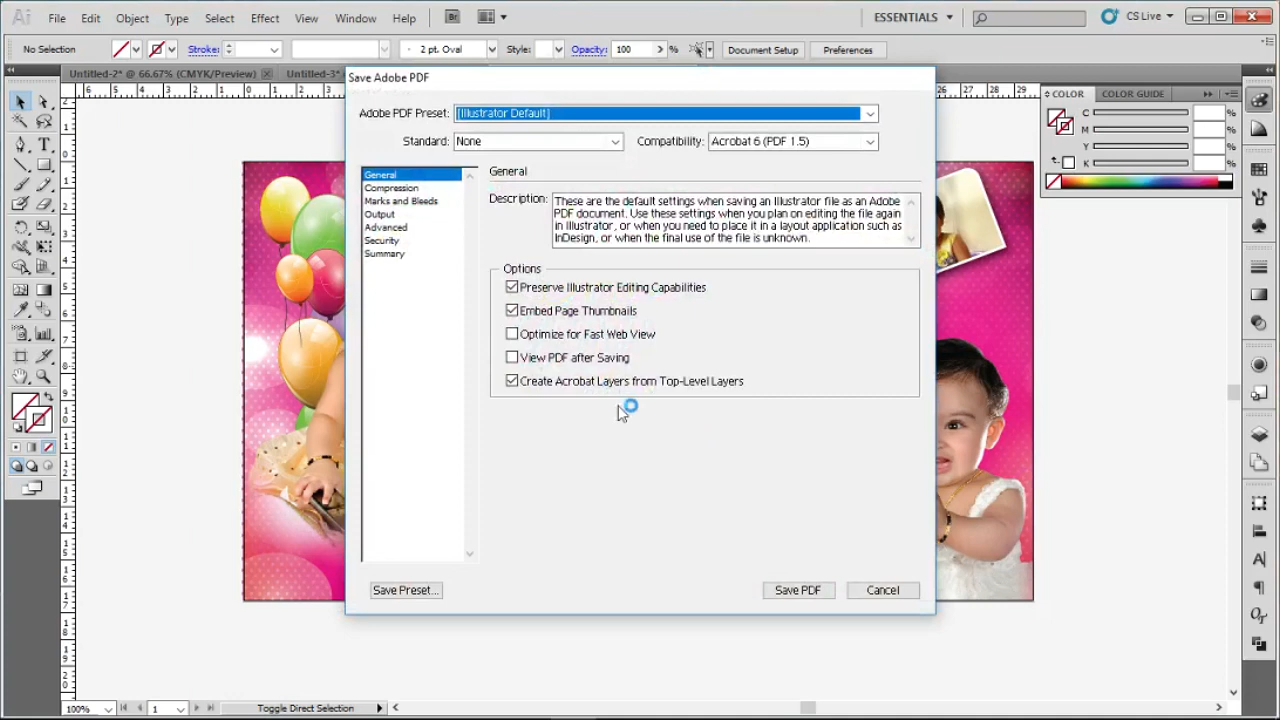 Ai File Edit Object Type Select Effect View Window Help Br ESSENTIALS CS Live
No Selection Stroke: 2 pt. Oval Style: Opacity: 100 % Document Setup Preferences
Untitled-2* @ 66.67% (CMYK/Preview) Untitled-3*
Save Adobe PDF
Adobe PDF Preset: [Illustrator Default]
Standard: None Compatibility: Acrobat 6 (PDF 1.5)
General
Compression
Marks and Bleeds
Output
Advanced
Security
Summary
General
Description: These are the default settings when saving an Illustrator file as an Adobe
PDF document. Use these settings when you plan on editing the file again
in Illustrator, or when you need to place it in a layout application such as
InDesign, or when the final use of the file is unknown.
Options
Preserve Illustrator Editing Capabilities
Embed Page Thumbnails
Optimize for Fast Web View
View PDF after Saving
Create Acrobat Layers from Top-Level Layers
Save Preset... Save PDF Cancel
COLOR COLOR GUIDE
C %
M %
Y %
K %
100% 1 Toggle Direct Selection